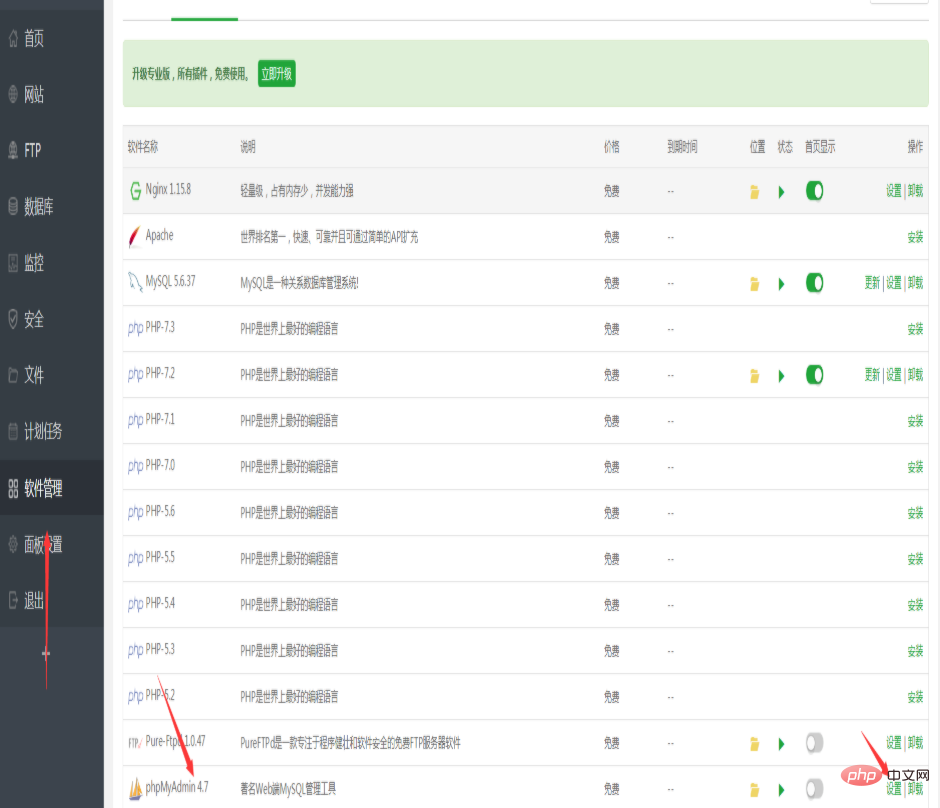 首页
网站
FTP
数据库
监控
安全
文件
计划任务
软件管理
面板设置
退出
升级专业版，所有插件，免费使用。 立即升级
软件名称 说明 价格 到期时间 位置 状态 首页显示 操作
Nginx 1.15.8 轻量级，占有内存少，并发能力强 免费 -- 设置 | 卸载
Apache 世界排名第一，快速、可靠并且可通过简单的API扩充 免费 -- 安装
MySQL 5.6.37 MySQL是一种关系数据库管理系统! 免费 -- 更新 | 设置 | 卸载
php PHP-7.3 PHP是世界上最好的编程语言 免费 -- 安装
php PHP-7.2 PHP是世界上最好的编程语言 免费 -- 更新 | 设置 | 卸载
php PHP-7.1 PHP是世界上最好的编程语言 免费 -- 安装
php PHP-7.0 PHP是世界上最好的编程语言 免费 -- 安装
php PHP-5.6 PHP是世界上最好的编程语言 免费 -- 安装
php PHP-5.5 PHP是世界上最好的编程语言 免费 -- 安装
php PHP-5.4 PHP是世界上最好的编程语言 免费 -- 安装
php PHP-5.3 PHP是世界上最好的编程语言 免费 -- 安装
php PHP-5.2 PHP是世界上最好的编程语言 免费 -- 安装
FTP Pure-Ftpd 1.0.47 PureFTPd是一款专注于程序健壮和软件安全的免费FTP服务器软件 免费 -- 设置 | 卸载
phpMyAdmin 4.7 著名Web端MySQL管理工具 免费 -- 设置 | 卸载
php 中文网